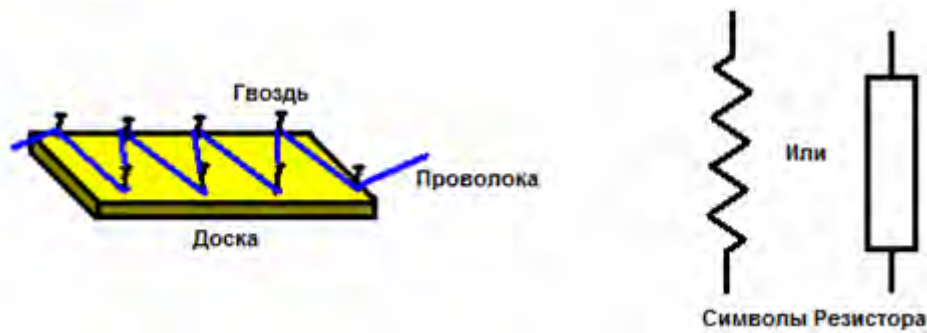 Гвоздь
Проволока
Доска
Или
Символы Резистора